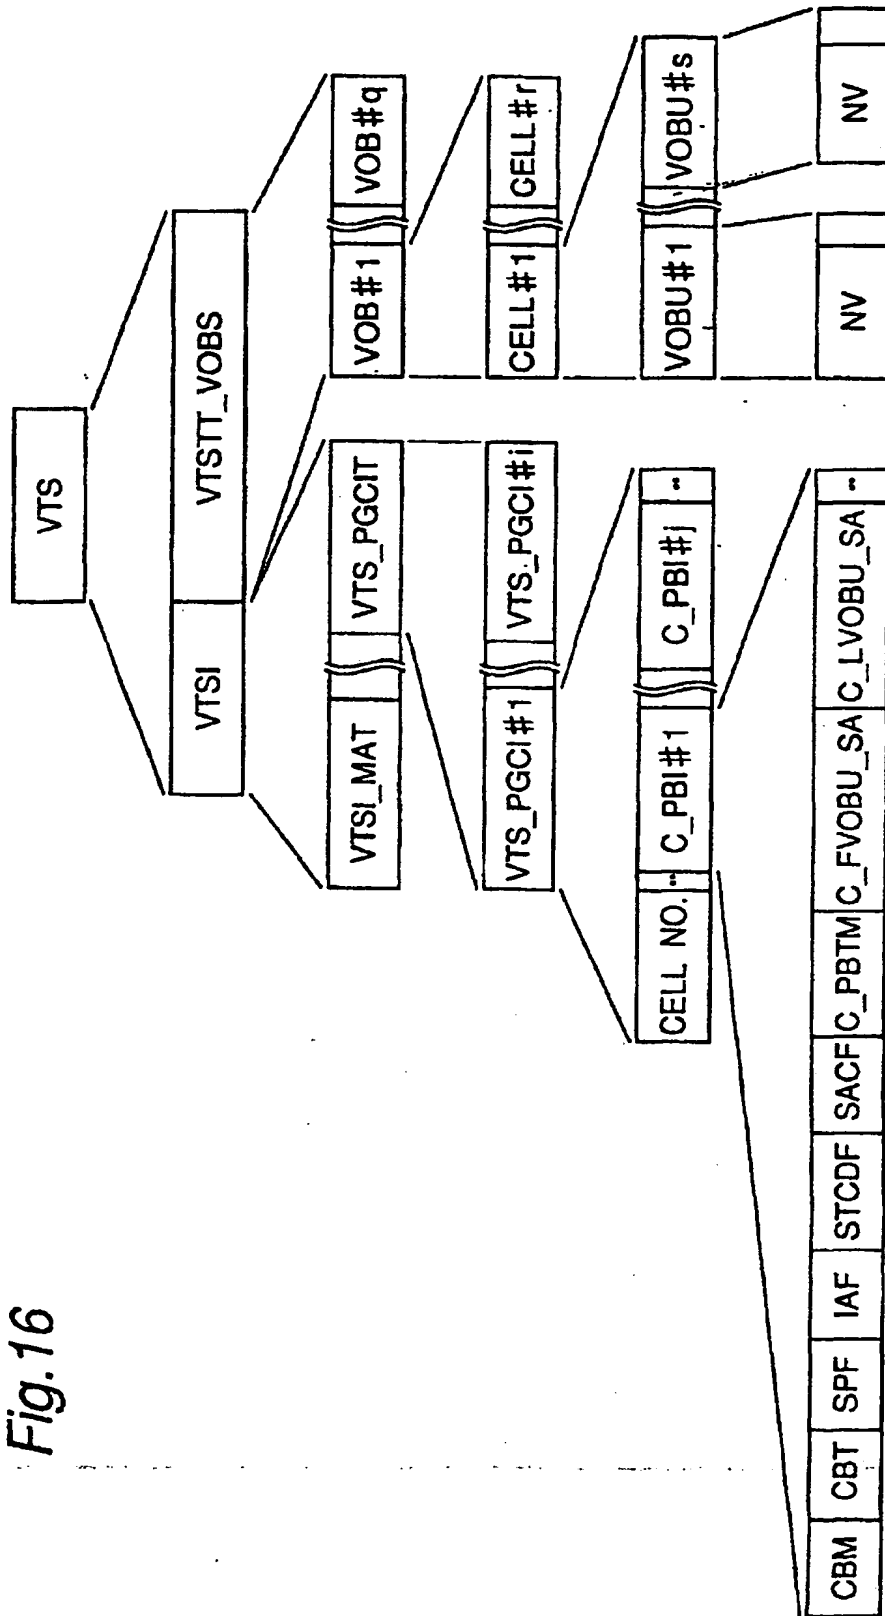 Fig.16
VTS
VTSI VTSTT_VOBS
VTSI_MAT VTS_PGCIT VOB#1 VOB#q
VTS_PGCI#1 VTS_PGCI#i CELL#1 CELL#r
CELL NO. •• C_PBI#1 C_PBI#j •• VOBU#1 VOBU#s
CBM CBT SPF IAF STCDF SACF C_PBTM C_FVOBU_SA C_LVOBU_SA •• NV NV